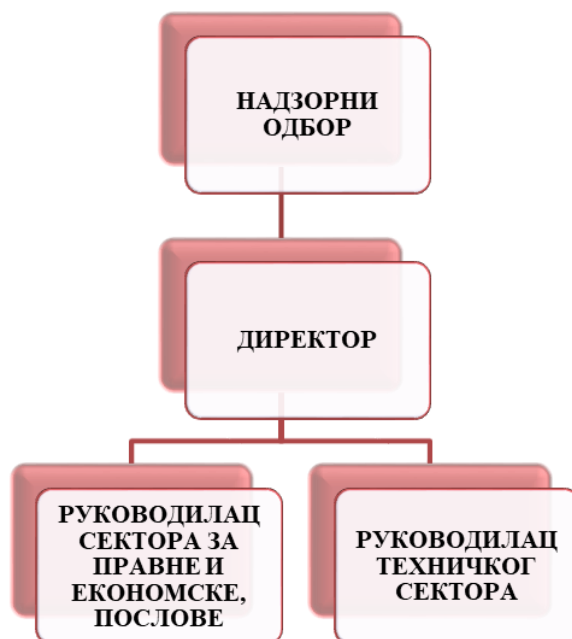 НАДЗОРНИ
ОДБОР
ДИРЕКТОР
РУКОВОДИЛАЦ
СЕКТОРА ЗА
ПРАВНЕ И
ЕКОНОМСКЕ,
ПОСЛОВЕ
РУКОВОДИЛАЦ
ТЕХНИЧКОГ
СЕКТОРА